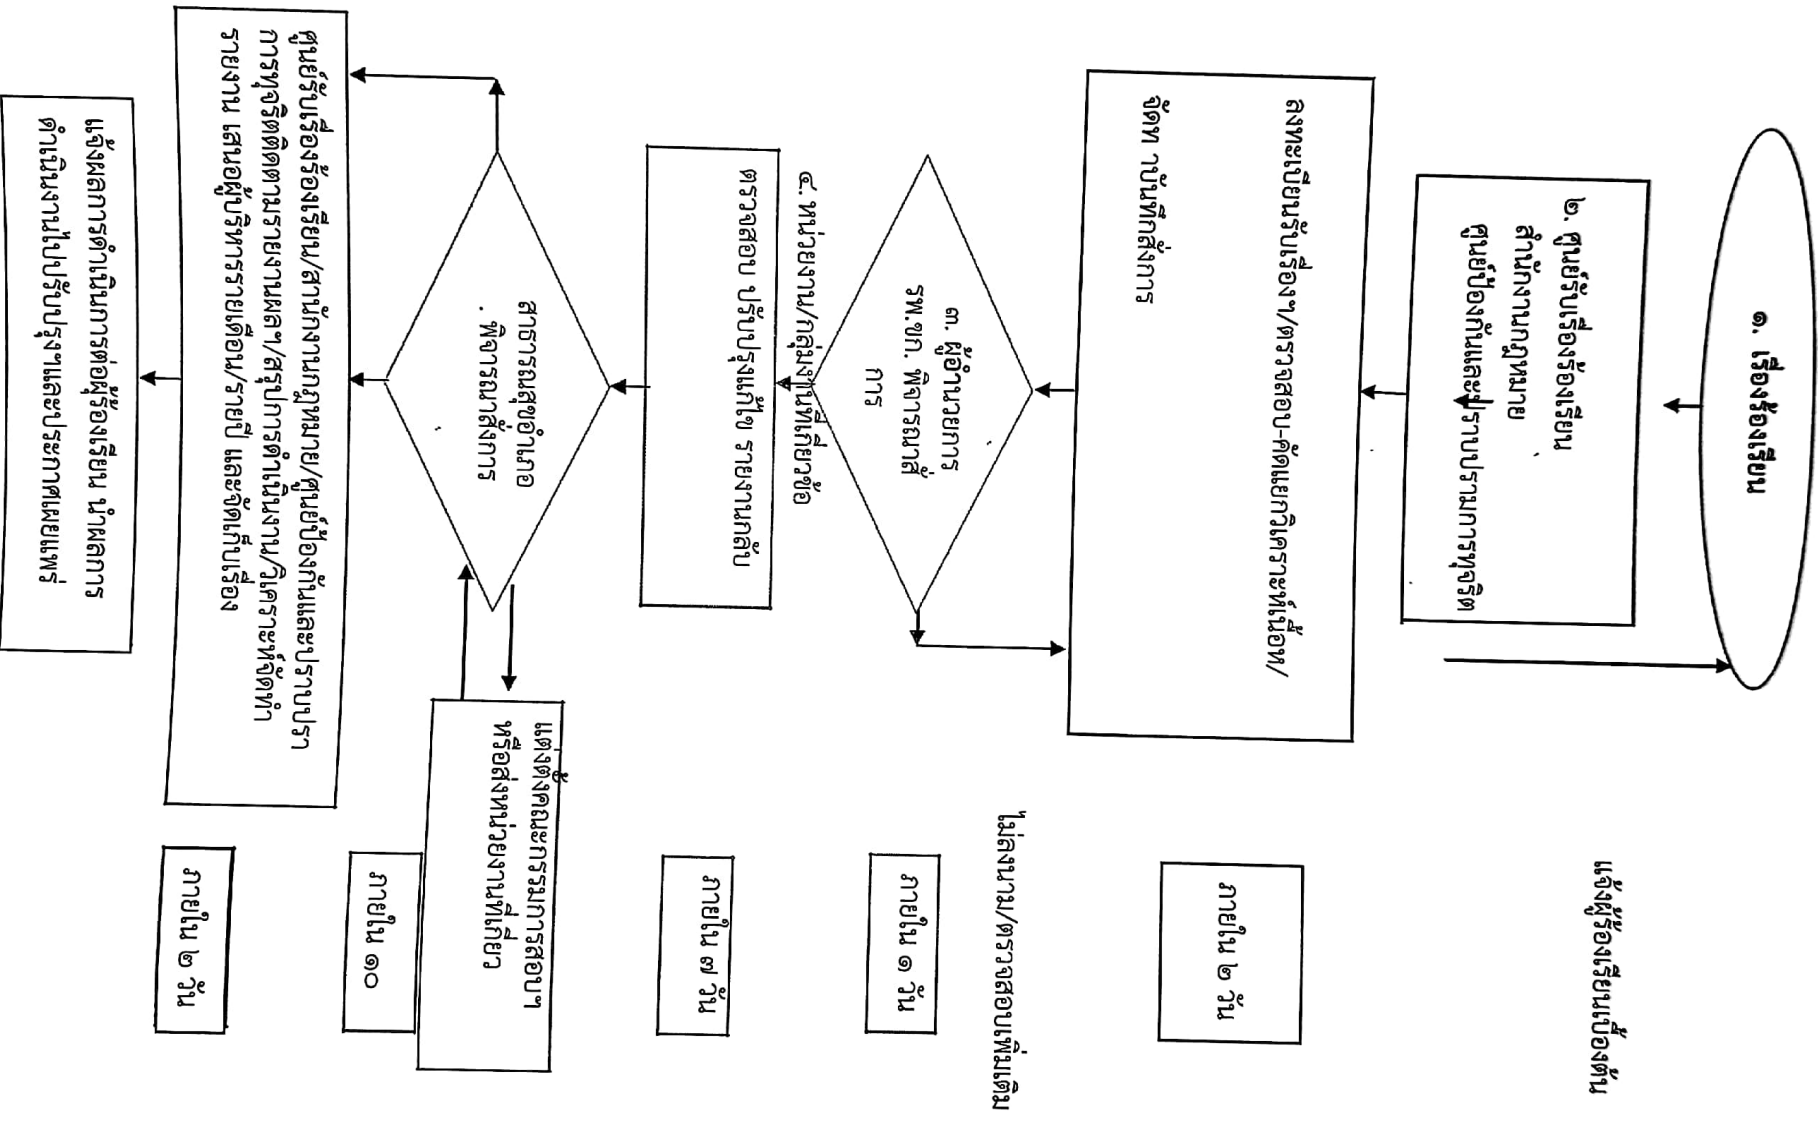 ๑. เรื่องร้องเรียน
๒. ศูนย์รับเรื่องร้องเรียน
สำนักงานกฎหมาย
ศูนย์ป้องกันและปราบปรามการทุจริต
แจ้งผู้ร้องเรียนเบื้องต้น
ลงทะเบียนรับเรื่องฯ/ตรวจสอบ-คัดแยกวิเคราะห์เนื้อท/
จัดท าบันทึกสั่งการ
ภายใน ๒ วัน
ไม่ลงนาม/ตรวจสอบเพิ่มเติม
๓. ผู้อำนวยการ
รพ.ขก. พิจารณาสั่
การ
ภายใน ๑ วัน
๔. หน่วยงาน/กลุ่มงานที่เกี่ยวข้อ
ตรวจสอบ ปรับปรุงแก้ไข รายงานกลับ
ภายใน ๗ วัน
สาธารณสุขอำเภอ
. พิจารณาสั่งการ
แต่งตั้งคณะกรรมการสอบฯ
หรือส่งหน่วยงานที่เกี่ยว
ภายใน ๑๐
ศูนย์รับเรื่องร้องเรียน/สานักงานกฎหมาย/ศูนย์ป้องกันและปราบปรา
การทุจริตติดตามรายงานผลฯ/สรุปการดำเนินงาน/วิเคราะห์จัดทำ
รายงาน เสนอผู้บริหารรายเดือน/รายปี และจัดเก็บเรื่อง
ภายใน ๒ วัน
แจ้งผลการดำเนินการต่อผู้ร้องเรียน นำผลการ
ดำเนินงานไปปรับปรุงฯและประกาศเผยแพร่